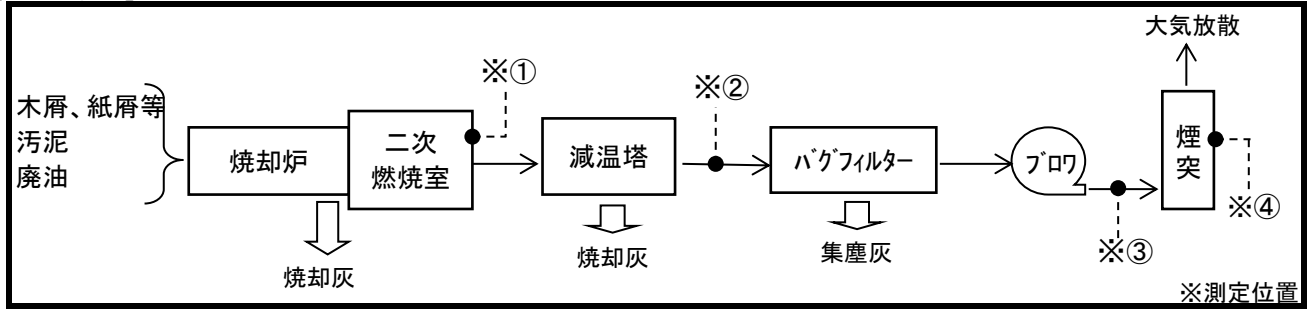 大気放散
※①
※②
木屑、紙屑等
汚泥
廃油
焼却炉
二次
燃焼室
減温塔
ﾊﾞｸﾞﾌｨﾙﾀｰ
ﾌﾞﾛﾜ
煙
突
※④
※③
焼却灰
焼却灰
集塵灰
※測定位置